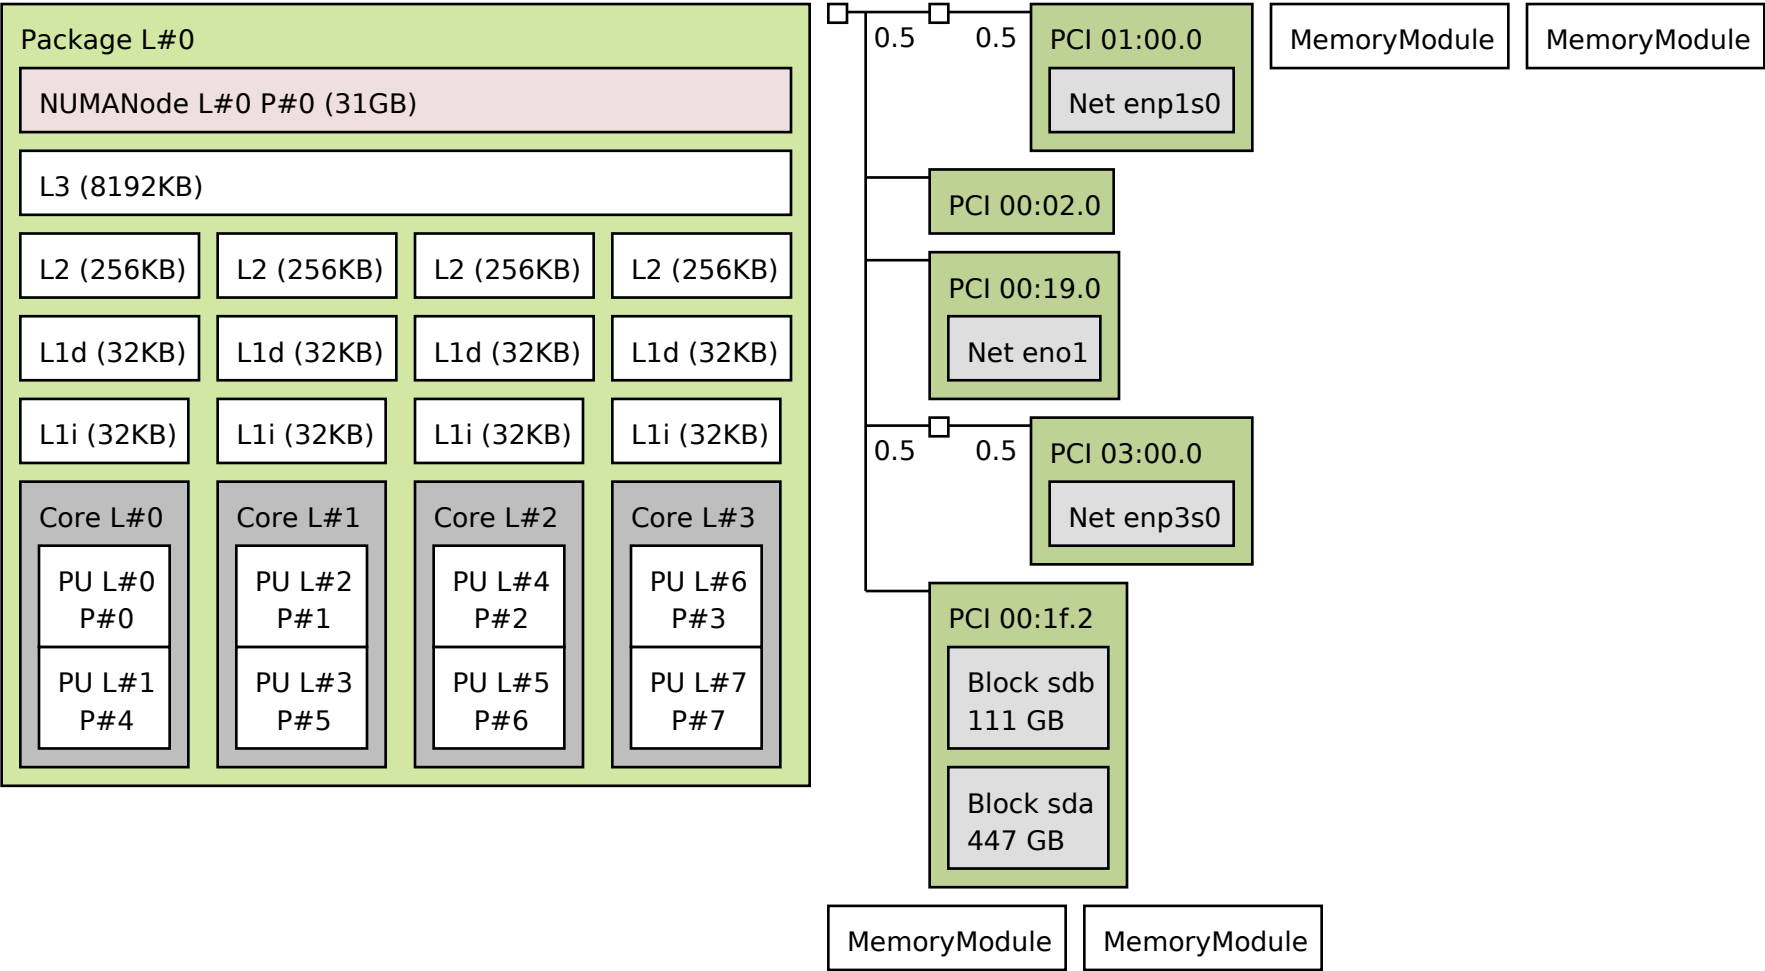 Package L#0
NUMANode L#0 P#0 (31GB)
L3 (8192KB)
L2 (256KB) L2 (256KB) L2 (256KB) L2 (256KB)
L1d (32KB) L1d (32KB) L1d (32KB) L1d (32KB)
L1i (32KB) L1i (32KB) L1i (32KB) L1i (32KB)
Core L#0 Core L#1 Core L#2 Core L#3
PU L#0 PU L#2 PU L#4 PU L#6
P#0 P#1 P#2 P#3
PU L#1 PU L#3 PU L#5 PU L#7
P#4 P#5 P#6 P#7
0.5 0.5 PCI 01:00.0
Net enp1s0
PCI 00:02.0
PCI 00:19.0
Net eno1
0.5 0.5 PCI 03:00.0
Net enp3s0
PCI 00:1f.2
Block sdb
111 GB
Block sda
447 GB
MemoryModule MemoryModule
MemoryModule MemoryModule